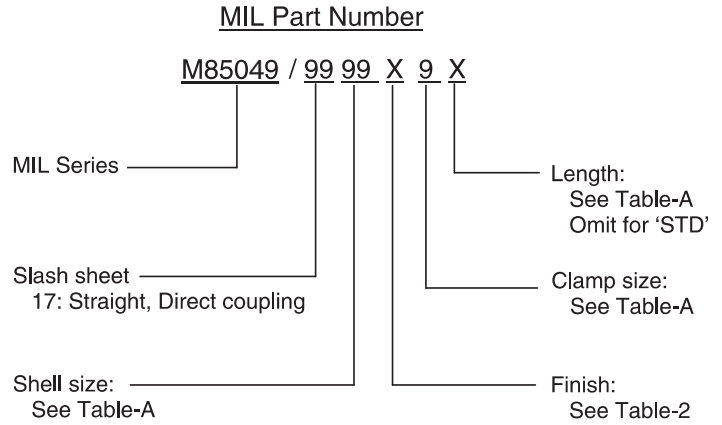 MIL Part Number
M85049 / 99 99 X 9 X
MIL Series
Length:
See Table-A
Omit for 'STD'
Slash sheet
17: Straight, Direct coupling
Clamp size:
See Table-A
Shell size:
See Table-A
Finish:
See Table-2